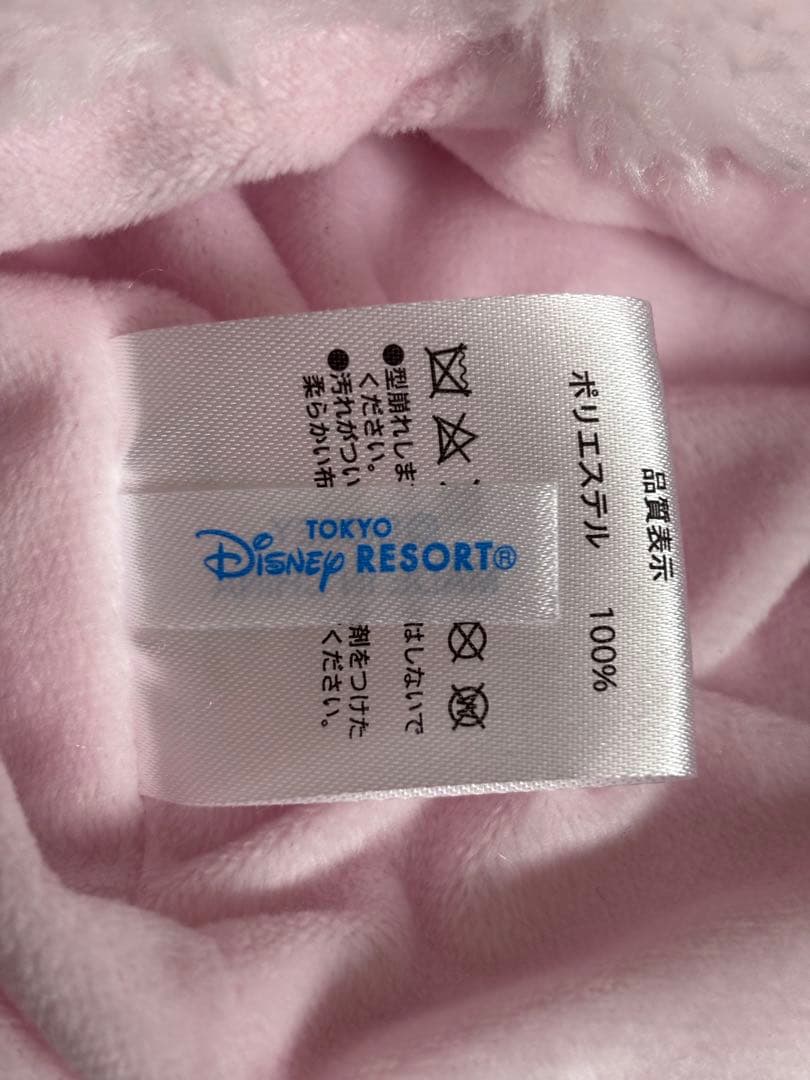 品質表示
ポリエステル 100%
●型崩れしま
はしないで
ください。
●汚れがつい
剤をつけた
柔らかい布
ください。
TOKYO
Disney RESORT®